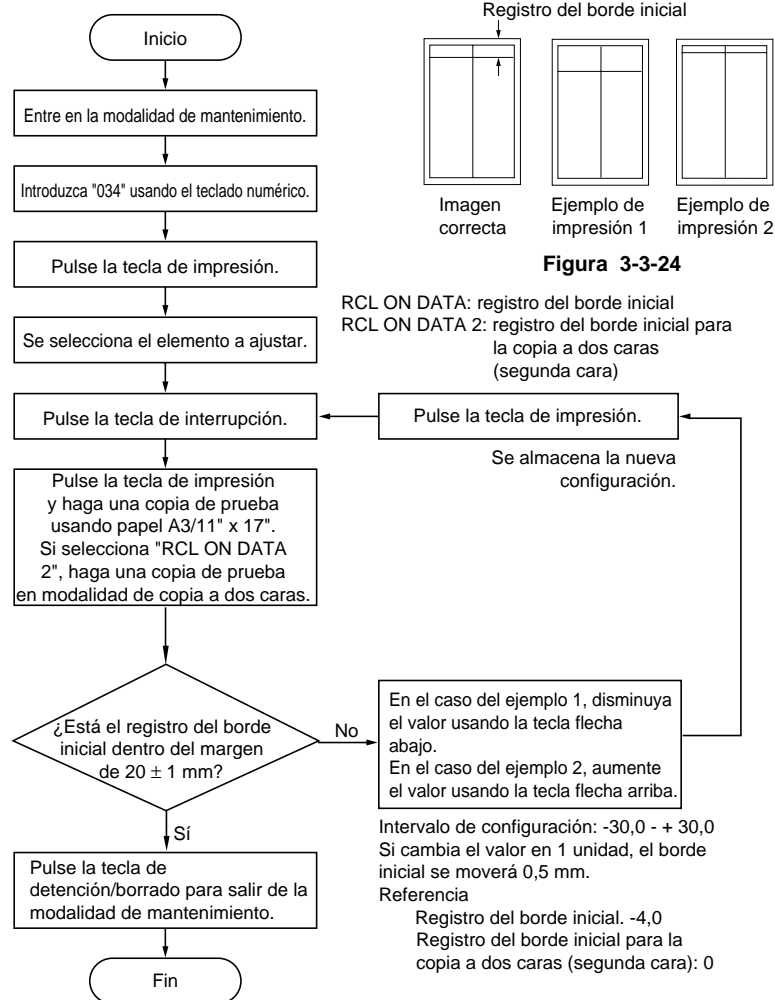 Inicio
Entre en la modalidad de mantenimiento.
Introduzca "034" usando el teclado numérico.
Pulse la tecla de impresión.
Se selecciona el elemento a ajustar.
Pulse la tecla de interrupción.
Pulse la tecla de impresión
y haga una copia de prueba
usando papel A3/11" x 17".
Si selecciona "RCL ON DATA
2", haga una copia de prueba
en modalidad de copia a dos caras.
¿Está el registro del borde
inicial dentro del margen
de 20 ± 1 mm?
No
Sí
Pulse la tecla de
detención/borrado para salir de la
modalidad de mantenimiento.
Fin
Registro del borde inicial
Imagen
correcta
Ejemplo de
impresión 1
Ejemplo de
impresión 2
Figura 3-3-24
RCL ON DATA: registro del borde inicial
RCL ON DATA 2: registro del borde inicial para
la copia a dos caras
(segunda cara)
Pulse la tecla de impresión.
Se almacena la nueva
configuración.
En el caso del ejemplo 1, disminuya
el valor usando la tecla flecha
abajo.
En el caso del ejemplo 2, aumente
el valor usando la tecla flecha arriba.
Intervalo de configuración: -30,0 - + 30,0
Si cambia el valor en 1 unidad, el borde
inicial se moverá 0,5 mm.
Referencia
Registro del borde inicial. -4,0
Registro del borde inicial para la
copia a dos caras (segunda cara): 0